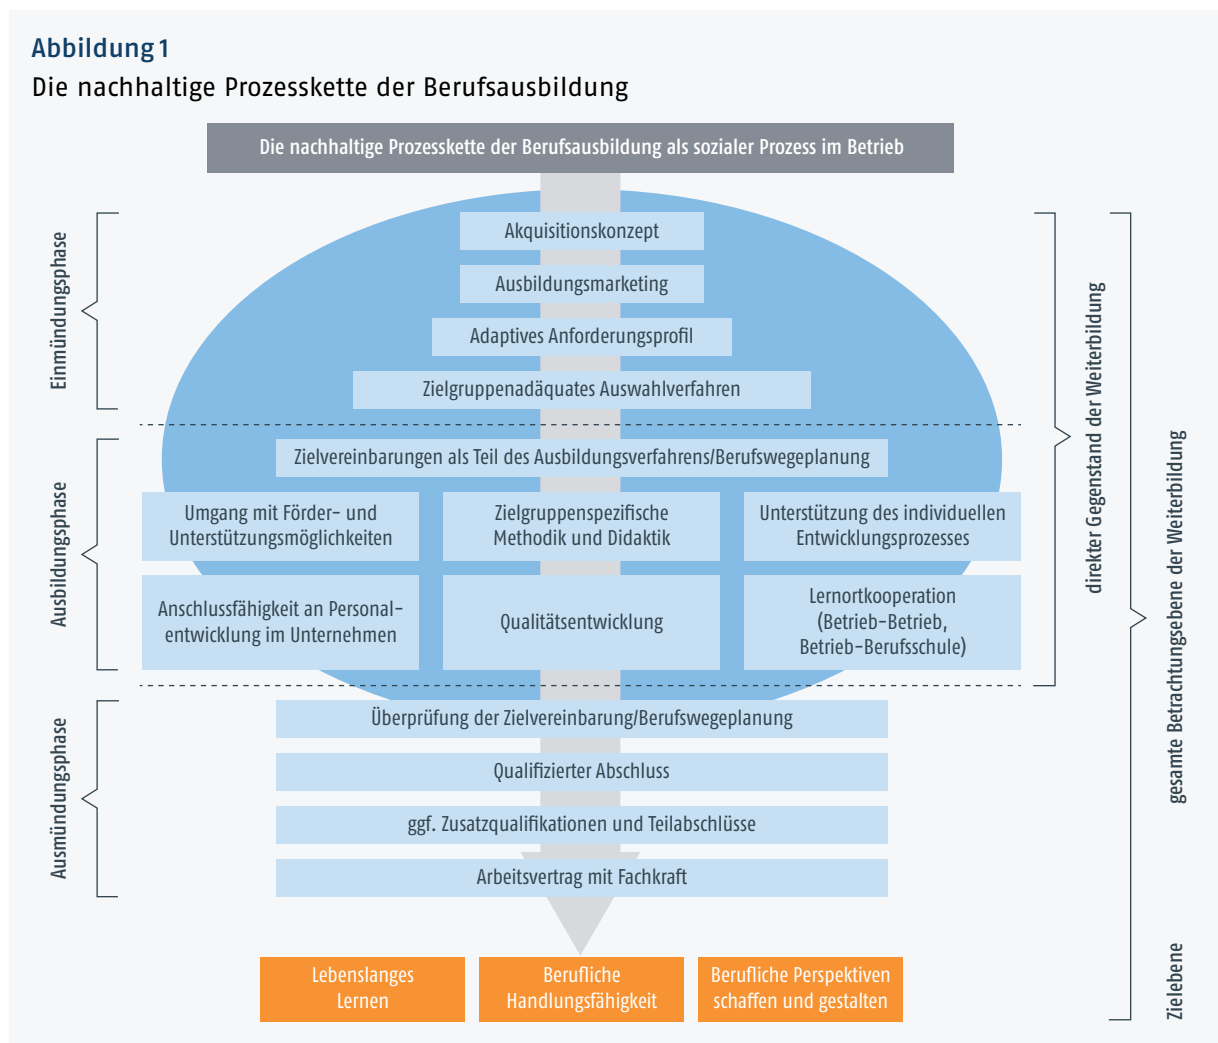 Abbildung 1
Die nachhaltige Prozesskette der Berufsausbildung
Die nachhaltige Prozesskette der Berufsausbildung als sozialer Prozess im Betrieb
Einmündungsphase
Akquisitionskonzept
Ausbildungsmarketing
Adaptives Anforderungsprofil
Zielgruppenadäquates Auswahlverfahren
Ausbildungsphase
Zielvereinbarungen als Teil des Ausbildungsverfahrens/Berufswegeplanung
Umgang mit Förder- und
Unterstützungsmöglichkeiten
Zielgruppenspezifische
Methodik und Didaktik
Unterstützung des individuellen
Entwicklungsprozesses
Anschlussfähigkeit an Personal-
entwicklung im Unternehmen
Qualitätsentwicklung
Lernortkooperation
(Betrieb-Betrieb,
Betrieb-Berufsschule)
Ausmündungsphase
Überprüfung der Zielvereinbarung/Berufswegeplanung
Qualifizierter Abschluss
ggf. Zusatzqualifikationen und Teilabschlüsse
Arbeitsvertrag mit Fachkraft
Lebenslanges
Lernen
Berufliche
Handlungsfähigkeit
Berufliche Perspektiven
schaffen und gestalten
direkter Gegenstand der Weiterbildung
gesamte Betrachtungsebene der Weiterbildung
Zielebene